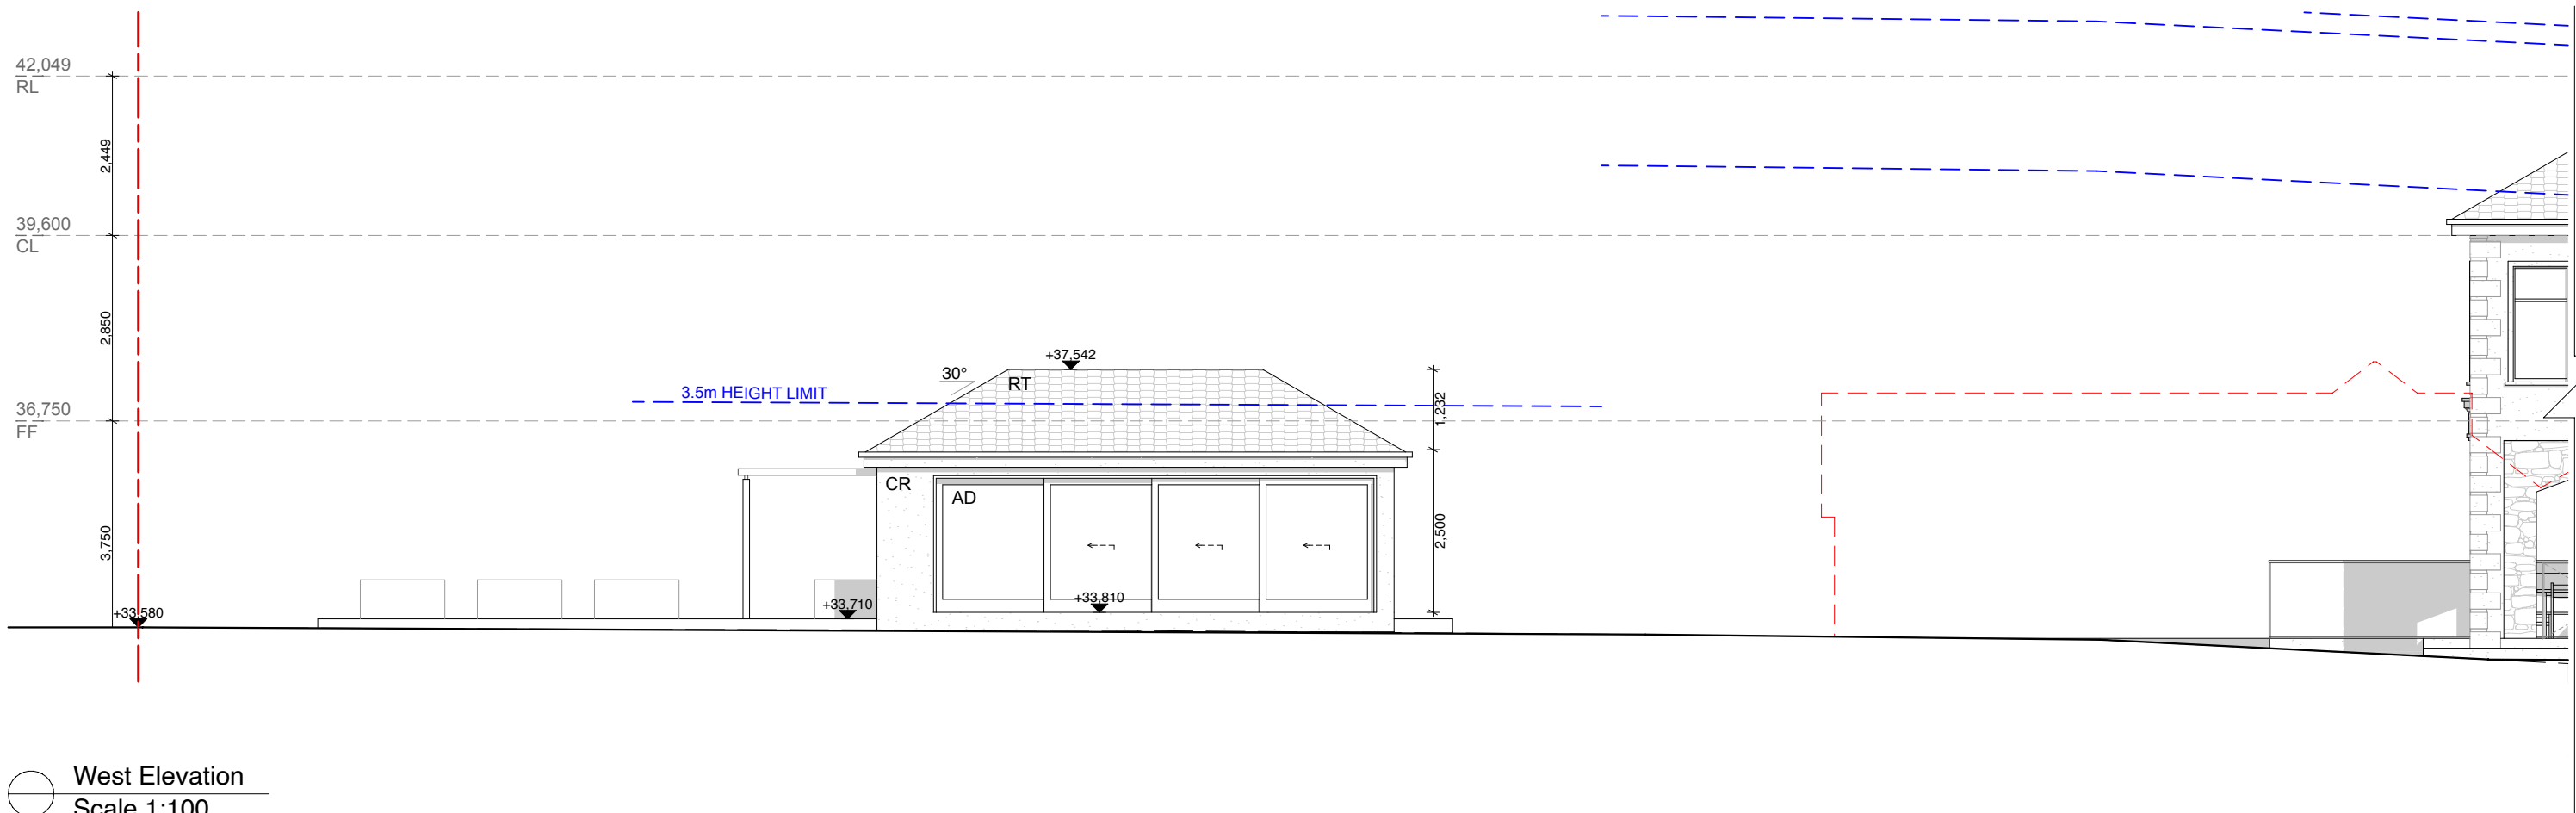 42,049
RL
2,449
39,600
CL
2,850
+37,542
30°
RT
3.5m HEIGHT LIMIT
1,232
36,750
FF
CR
AD
3,750
2,500
+33,580
+33,710
+33,810
West Elevation
Scale 1:100